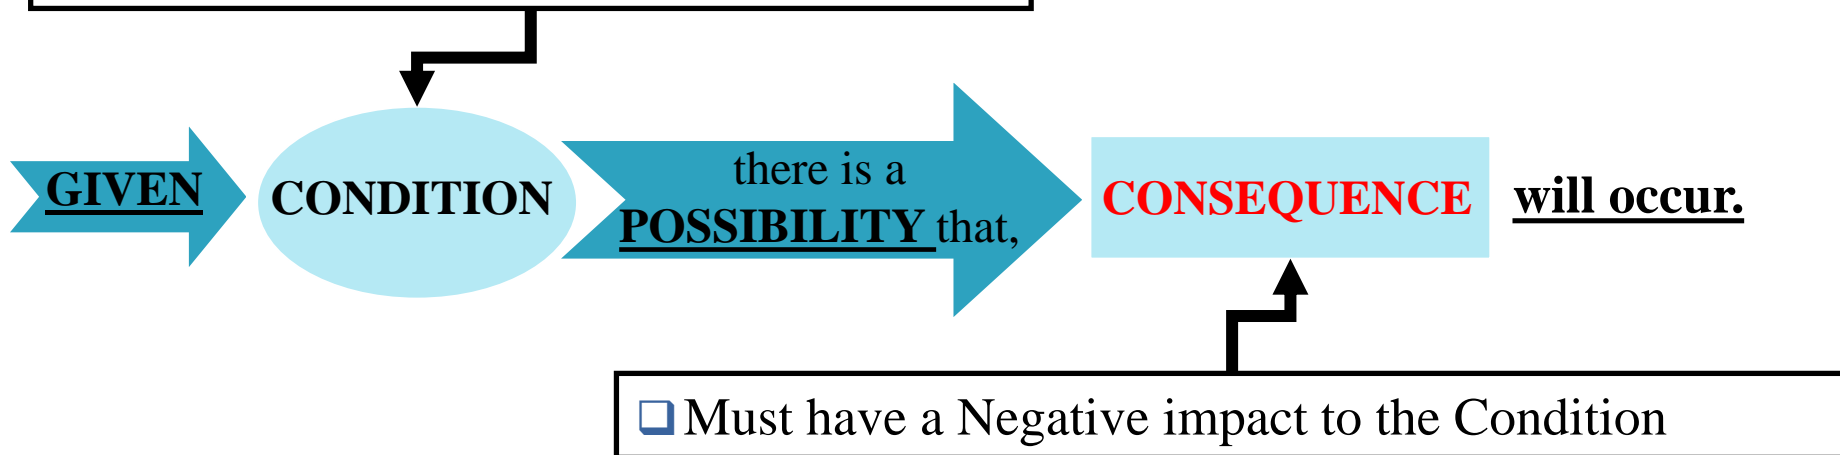 GIVEN
CONDITION
there is a
POSSIBILITY that,
CONSEQUENCE
will occur.
Must have a Negative impact to the Condition